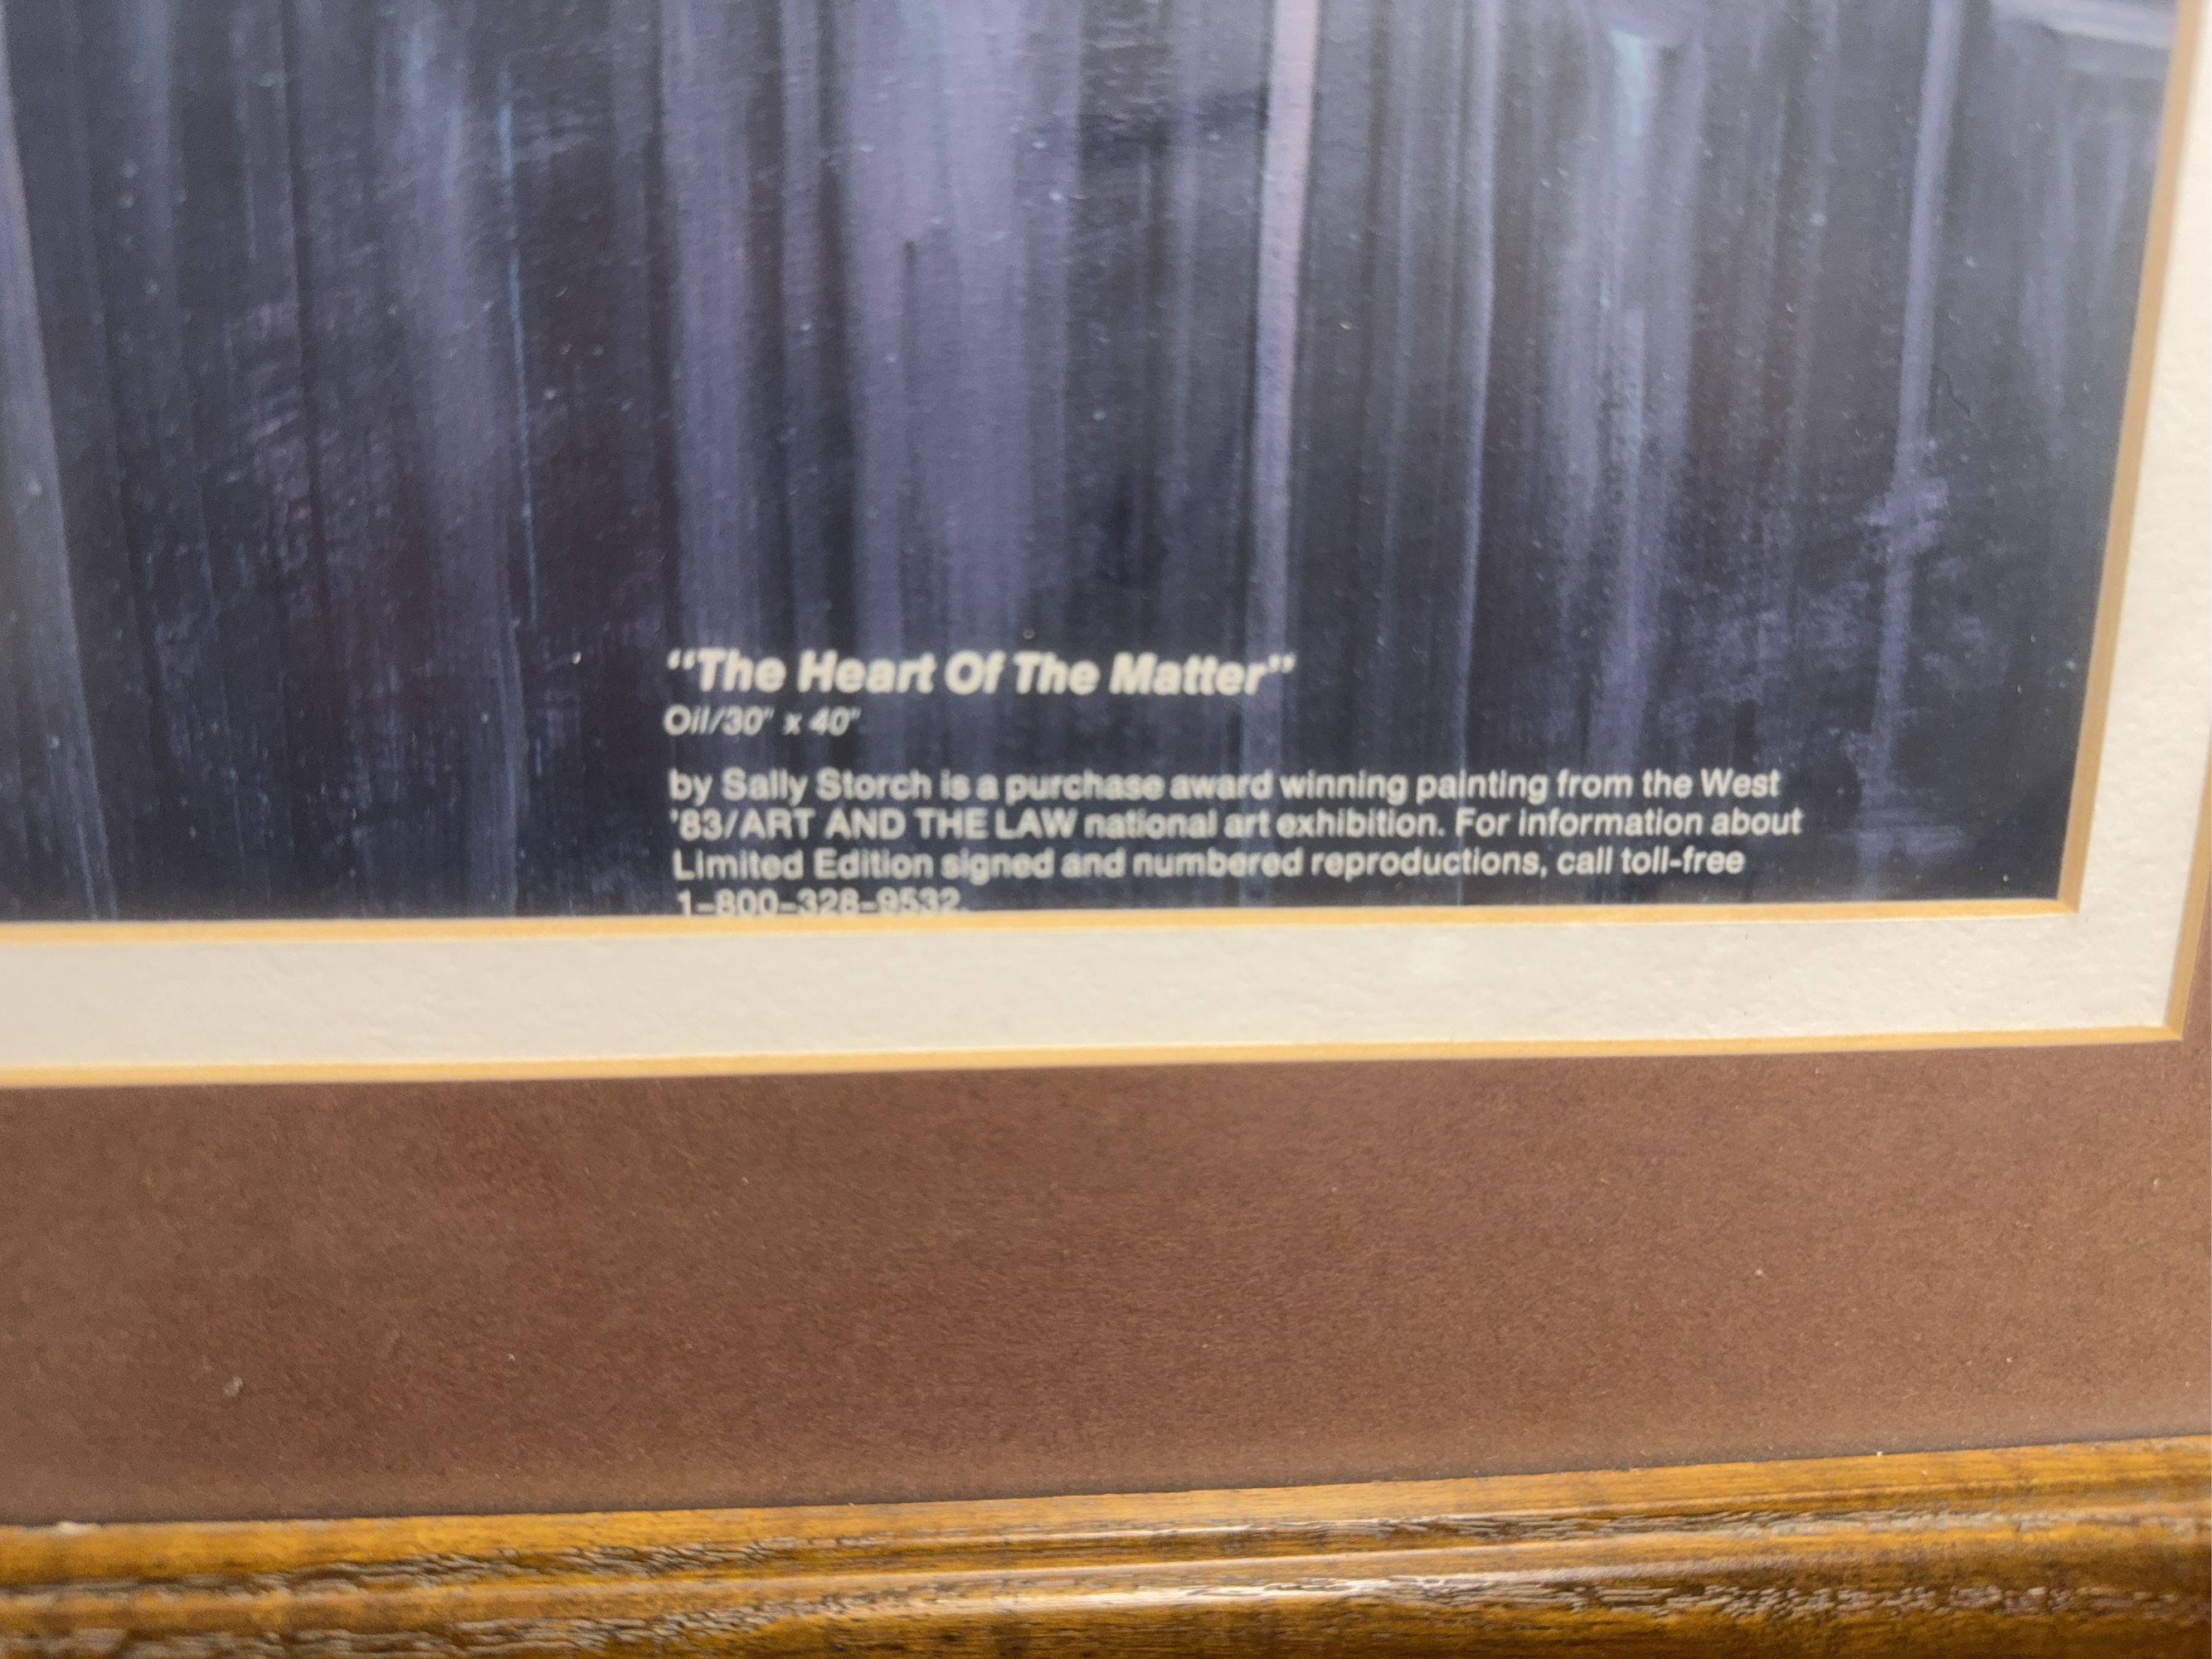 “The Heart Of The Matter”
Oil/30" x 40"
by Sally Storch is a purchase award winning painting from the West
'83/ART AND THE LAW national art exhibition. For information about
Limited Edition signed and numbered reproductions, call toll-free
1-800-328-9532.